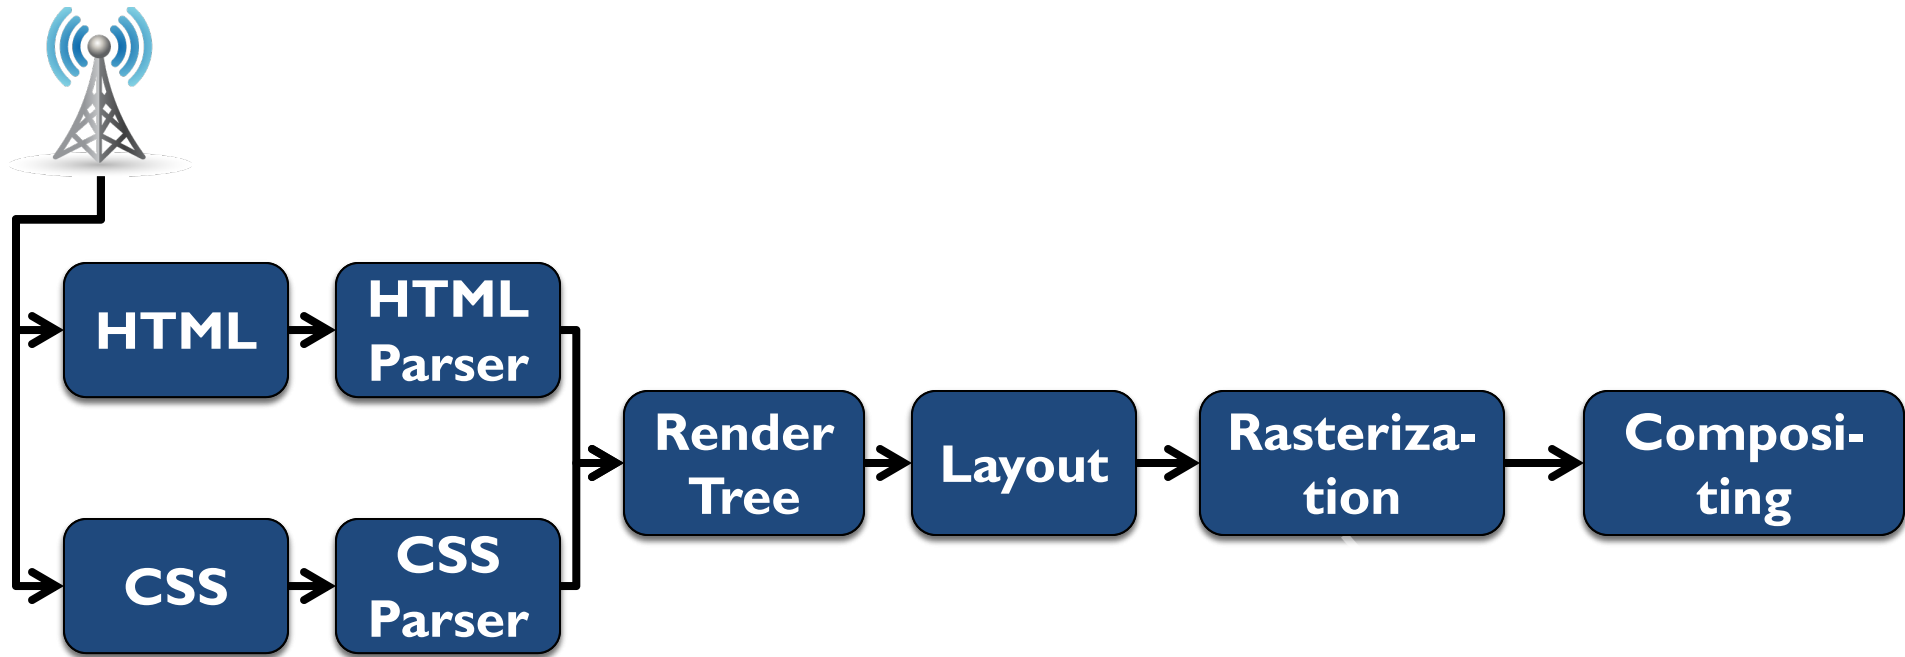 HTML
HTML
Parser
CSS
CSS
Parser
Render
Tree
Layout
Rasteriza-
tion
Composi-
ting